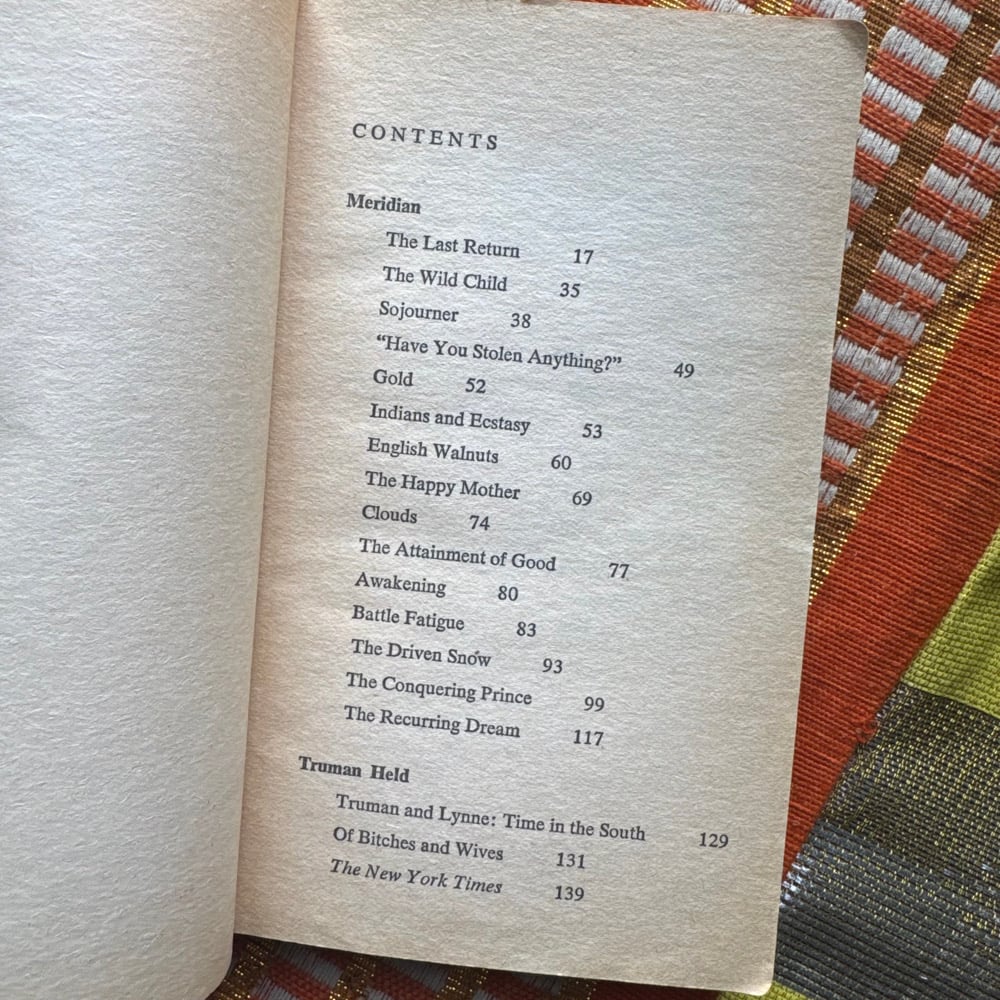 CONTENTS
Meridian
The Last Return 17
The Wild Child 35
Sojourner 38
“Have You Stolen Anything?” 49
Gold 52
Indians and Ecstasy 53
English Walnuts 60
The Happy Mother 69
Clouds 74
The Attainment of Good 77
Awakening 80
Battle Fatigue 83
The Driven Snow 93
The Conquering Prince 99
The Recurring Dream 117
Truman Held
Truman and Lynne: Time in the South 129
Of Bitches and Wives 131
The New York Times 139